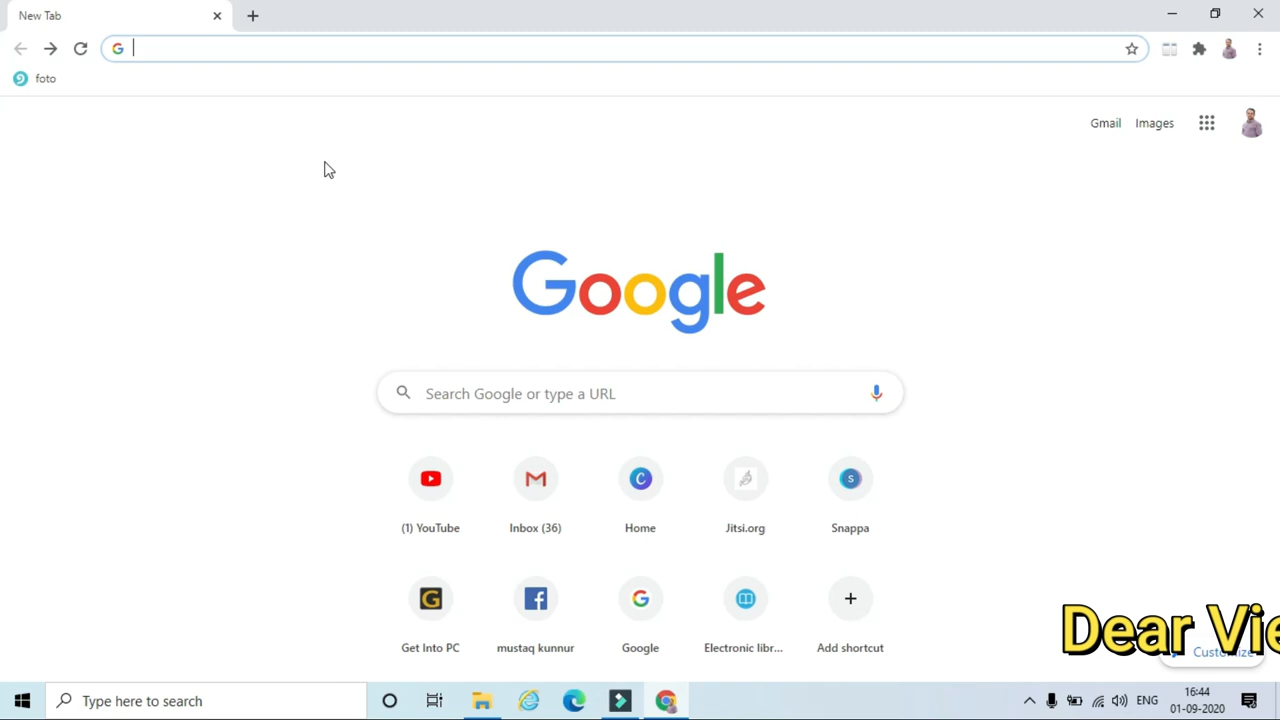 New Tab
foto
Gmail Images
Google
Search Google or type a URL
(1) YouTube Inbox (36) Home Jitsi.org Snappa
Get Into PC mustaq kunnur Google Electronic libr... Add shortcut
Dear Vie
Customize
Type here to search
ENG
16:44
01-09-2020